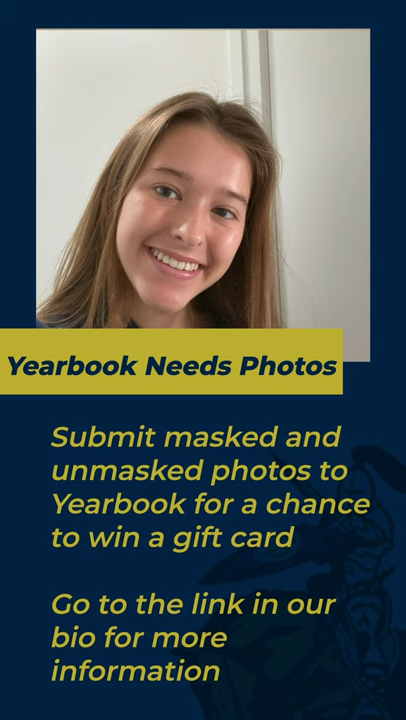 Yearbook Needs Photos
Submit masked and
unmasked photos to
Yearbook for a chance
to win a gift card
Go to the link in our
bio for more
information